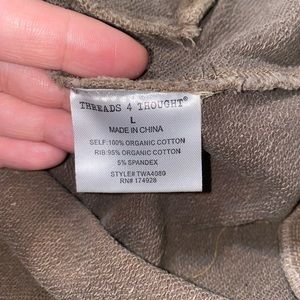 THREADS 4 THOUGHT®
L
MADE IN CHINA
SELF:100% ORGANIC COTTON
RIB:95% ORGANIC COTTON
5% SPANDEX
STYLE# TWA4080
RN# 174928